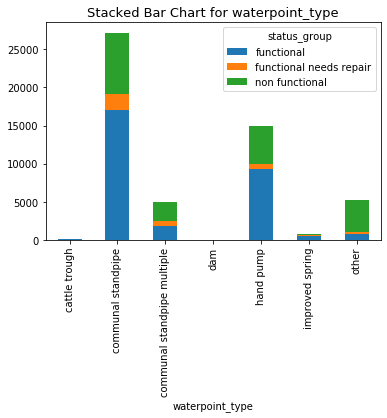 Stacked Bar Chart for waterpoint_type
status_group
functional
functional needs repair
non functional
25000
20000
15000
10000
5000
0
cattle trough
communal standpipe
communal standpipe multiple
dam
hand pump
improved spring
other
waterpoint_type